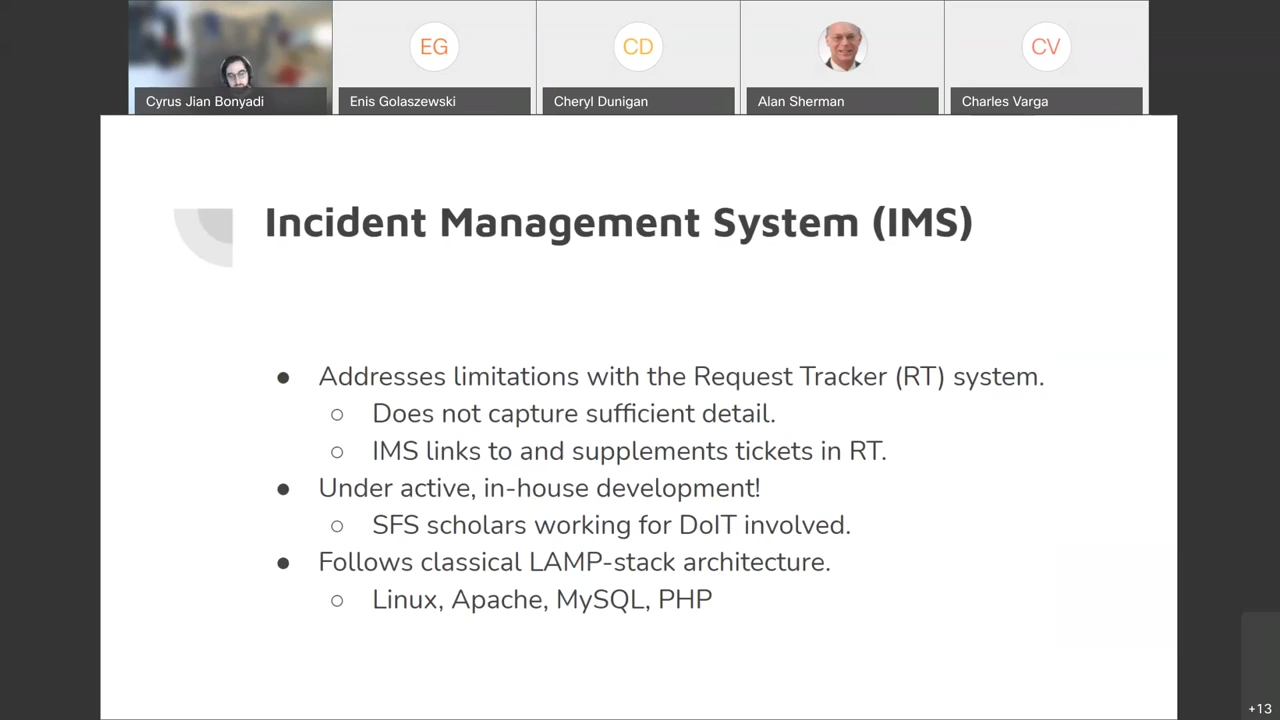 EG
CD
CV
Cyrus Jian Bonyadi
Enis Golaszewski
Cheryl Dunigan
Alan Sherman
Charles Varga
Incident Management System (IMS)
● Addresses limitations with the Request Tracker (RT) system.
○ Does not capture sufficient detail.
○ IMS links to and supplements tickets in RT.
● Under active, in-house development!
○ SFS scholars working for DoIT involved.
● Follows classical LAMP-stack architecture.
○ Linux, Apache, MySQL, PHP
+13